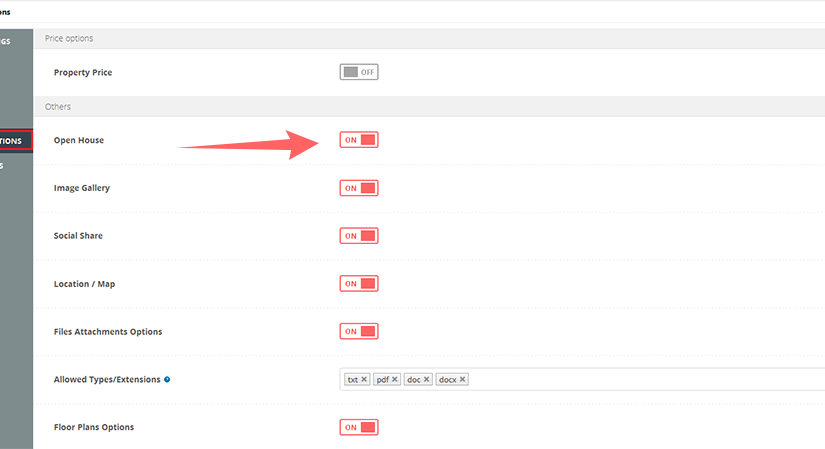 ons
GS
Price options
Property Price
OFF
Others
TIONS
Open House
ON
S
Image Gallery
ON
Social Share
ON
Location / Map
ON
Files Attachments Options
ON
Allowed Types/Extensions ?
txt × pdf × doc × docx ×
Floor Plans Options
ON